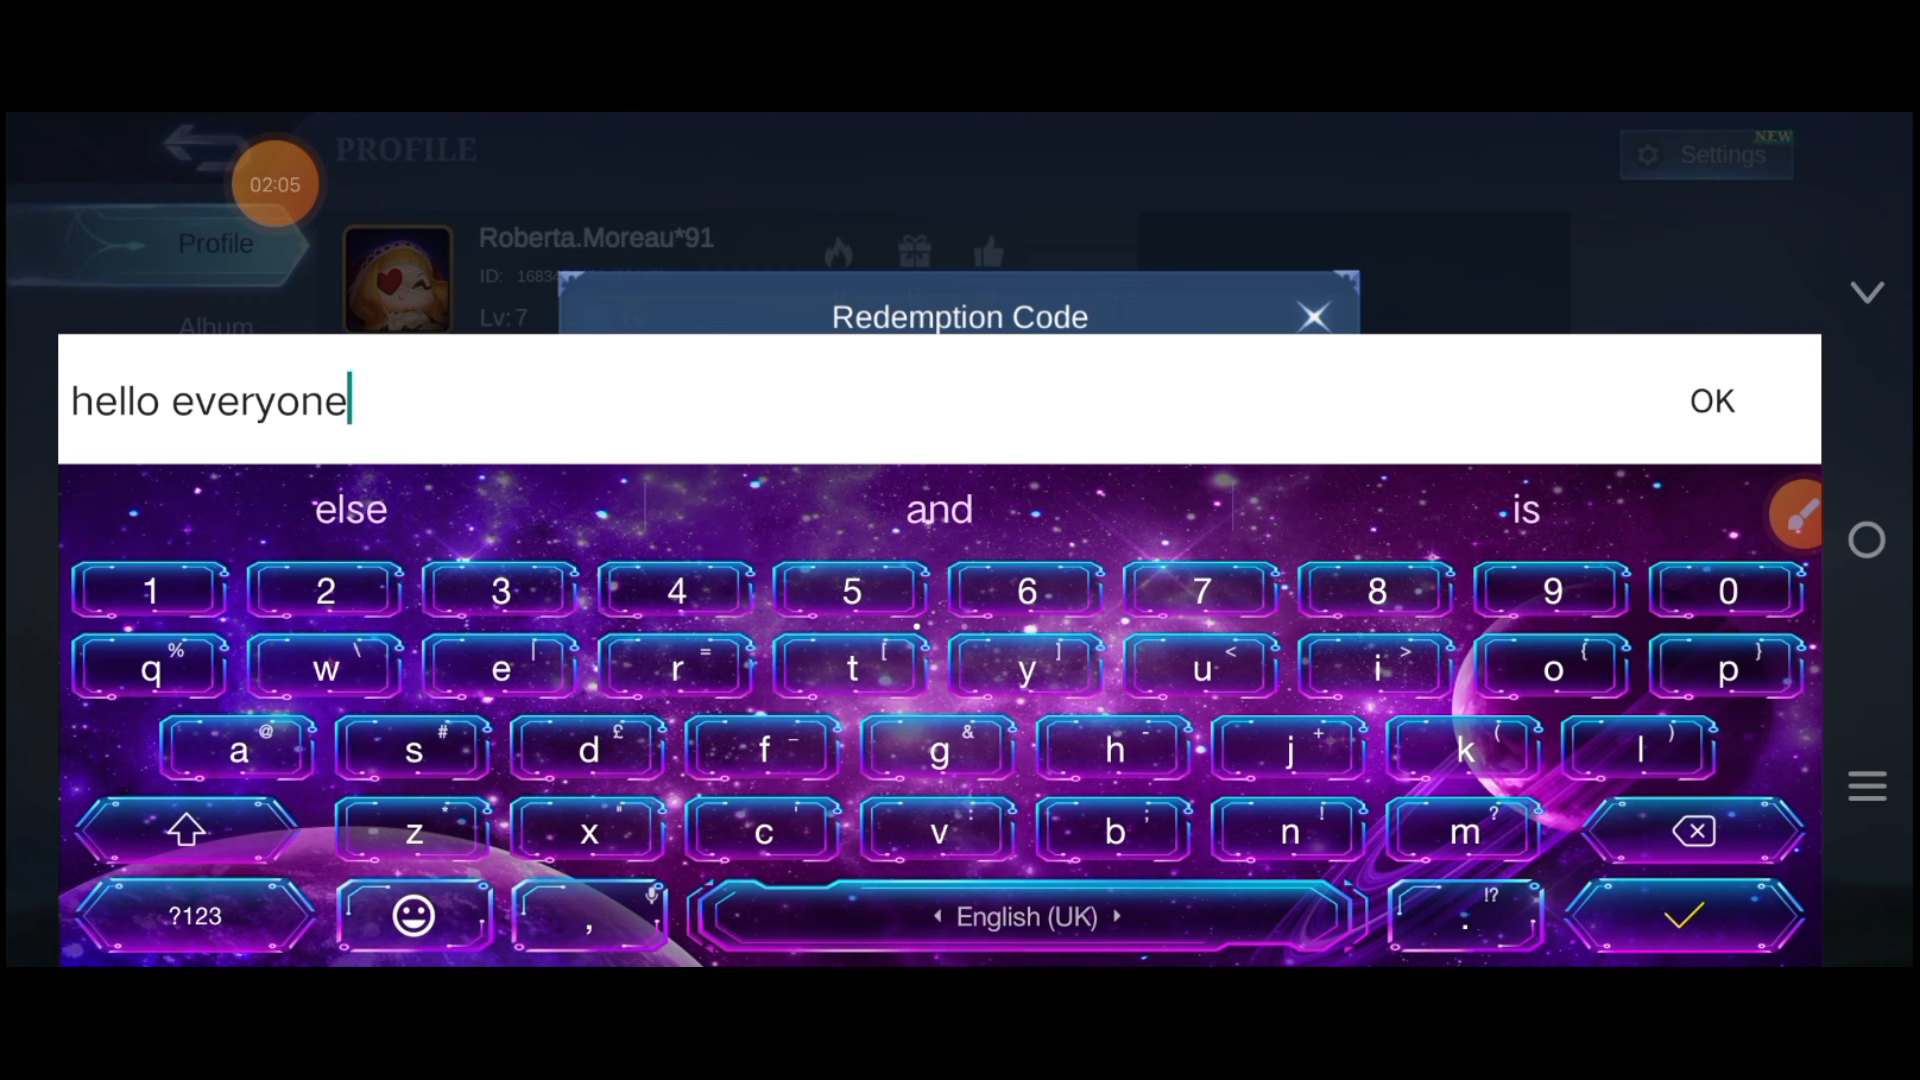 PROFILE
NEW
Settings
02:05
Profile
Roberta.Moreau*91
ID: 16834
Lv: 7
Album
Redemption Code
hello everyone
OK
else and is
1 2 3 4 5 6 7 8 9 0
% \ | = [ ] < > { }
q w e r t y u i o p
@ # £ _ & - + ( )
a s d f g h j k l
* " ' : ; ! ?
z x c v b n m
?123 , English (UK) . !?